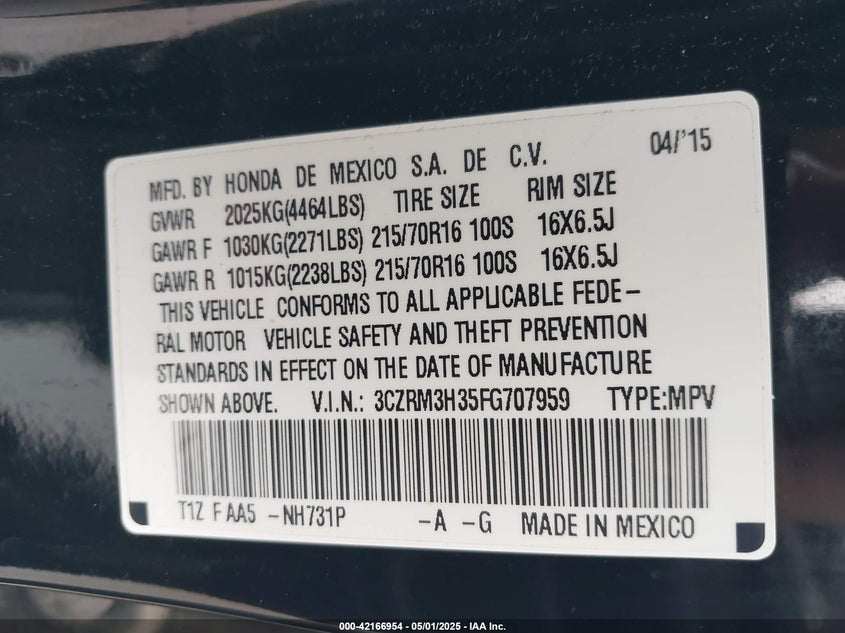 04/'15
MFD. BY HONDA DE MEXICO S.A. DE C.V.
GVWR 2025KG(4464LBS) TIRE SIZE RIM SIZE
GAWR F 1030KG(2271LBS) 215/70R16 100S 16X6.5J
GAWR R 1015KG(2238LBS) 215/70R16 100S 16X6.5J
THIS VEHICLE CONFORMS TO ALL APPLICABLE FEDE-
RAL MOTOR VEHICLE SAFETY AND THEFT PREVENTION
STANDARDS IN EFFECT ON THE DATE OF MANUFACTURE
SHOWN ABOVE. V.I.N.: 3CZRM3H35FG707959 TYPE:MPV
T1Z F AA5 -NH731P -A -G MADE IN MEXICO
000-42166954 - 05/01/2025 - IAA Inc.